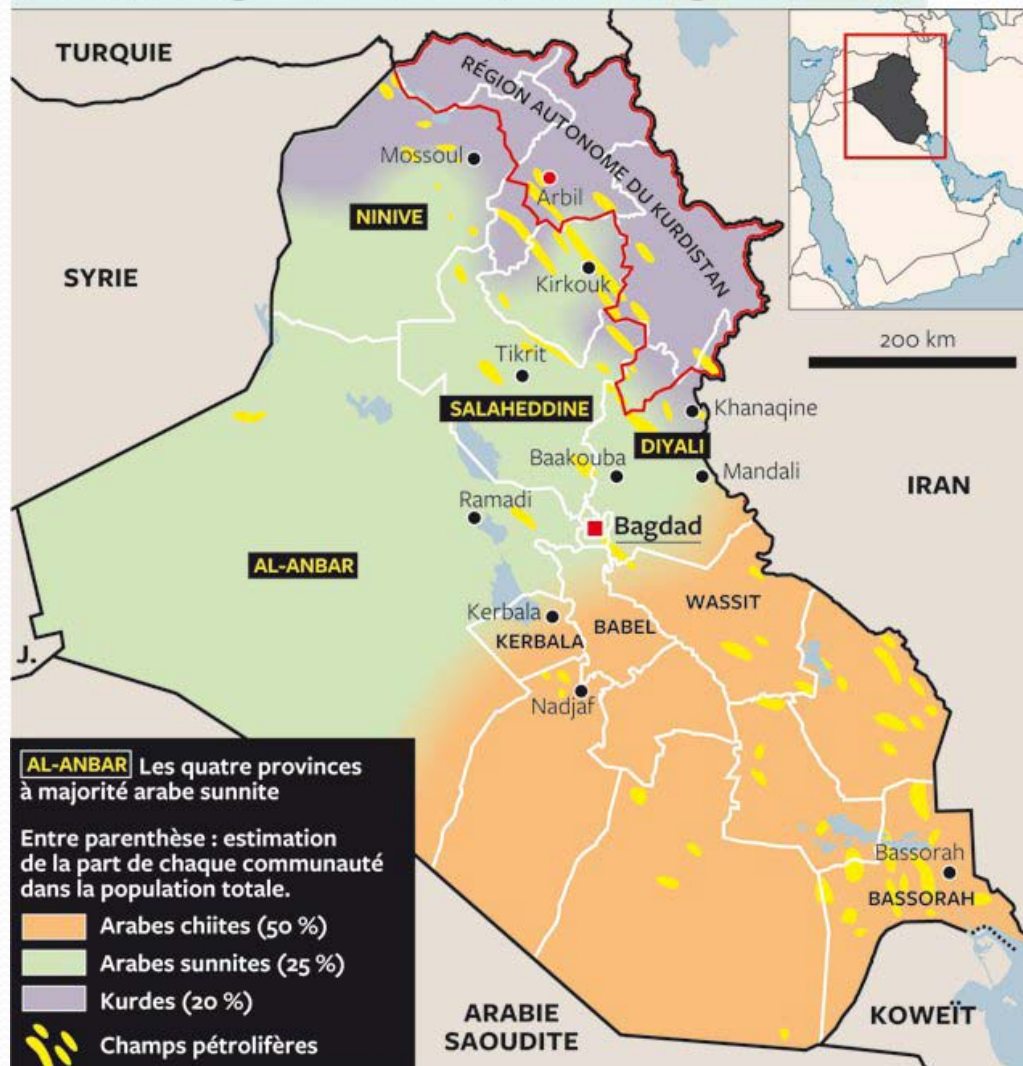 TURQUIE
RÉGION AUTONOME DU KURDISTAN
Mossoul
Arbil
NINIVE
SYRIE
Kirkouk
200 km
Tikrit
SALAHEDDINE
Khanaqine
DIYALI
Baakouba
Mandali
IRAN
Ramadi
Bagdad
AL-ANBAR
WASSIT
Kerbala
BABEL
KERBALA
J.
Nadjaf
AL-ANBAR Les quatre provinces
à majorité arabe sunnite
Entre parenthèse : estimation
de la part de chaque communauté
dans la population totale.
Arabes chiites (50 %)
Arabes sunnites (25 %)
Kurdes (20 %)
Champs pétrolifères
Bassorah
BASSORAH
ARABIE
SAOUDITE
KOWEÏT